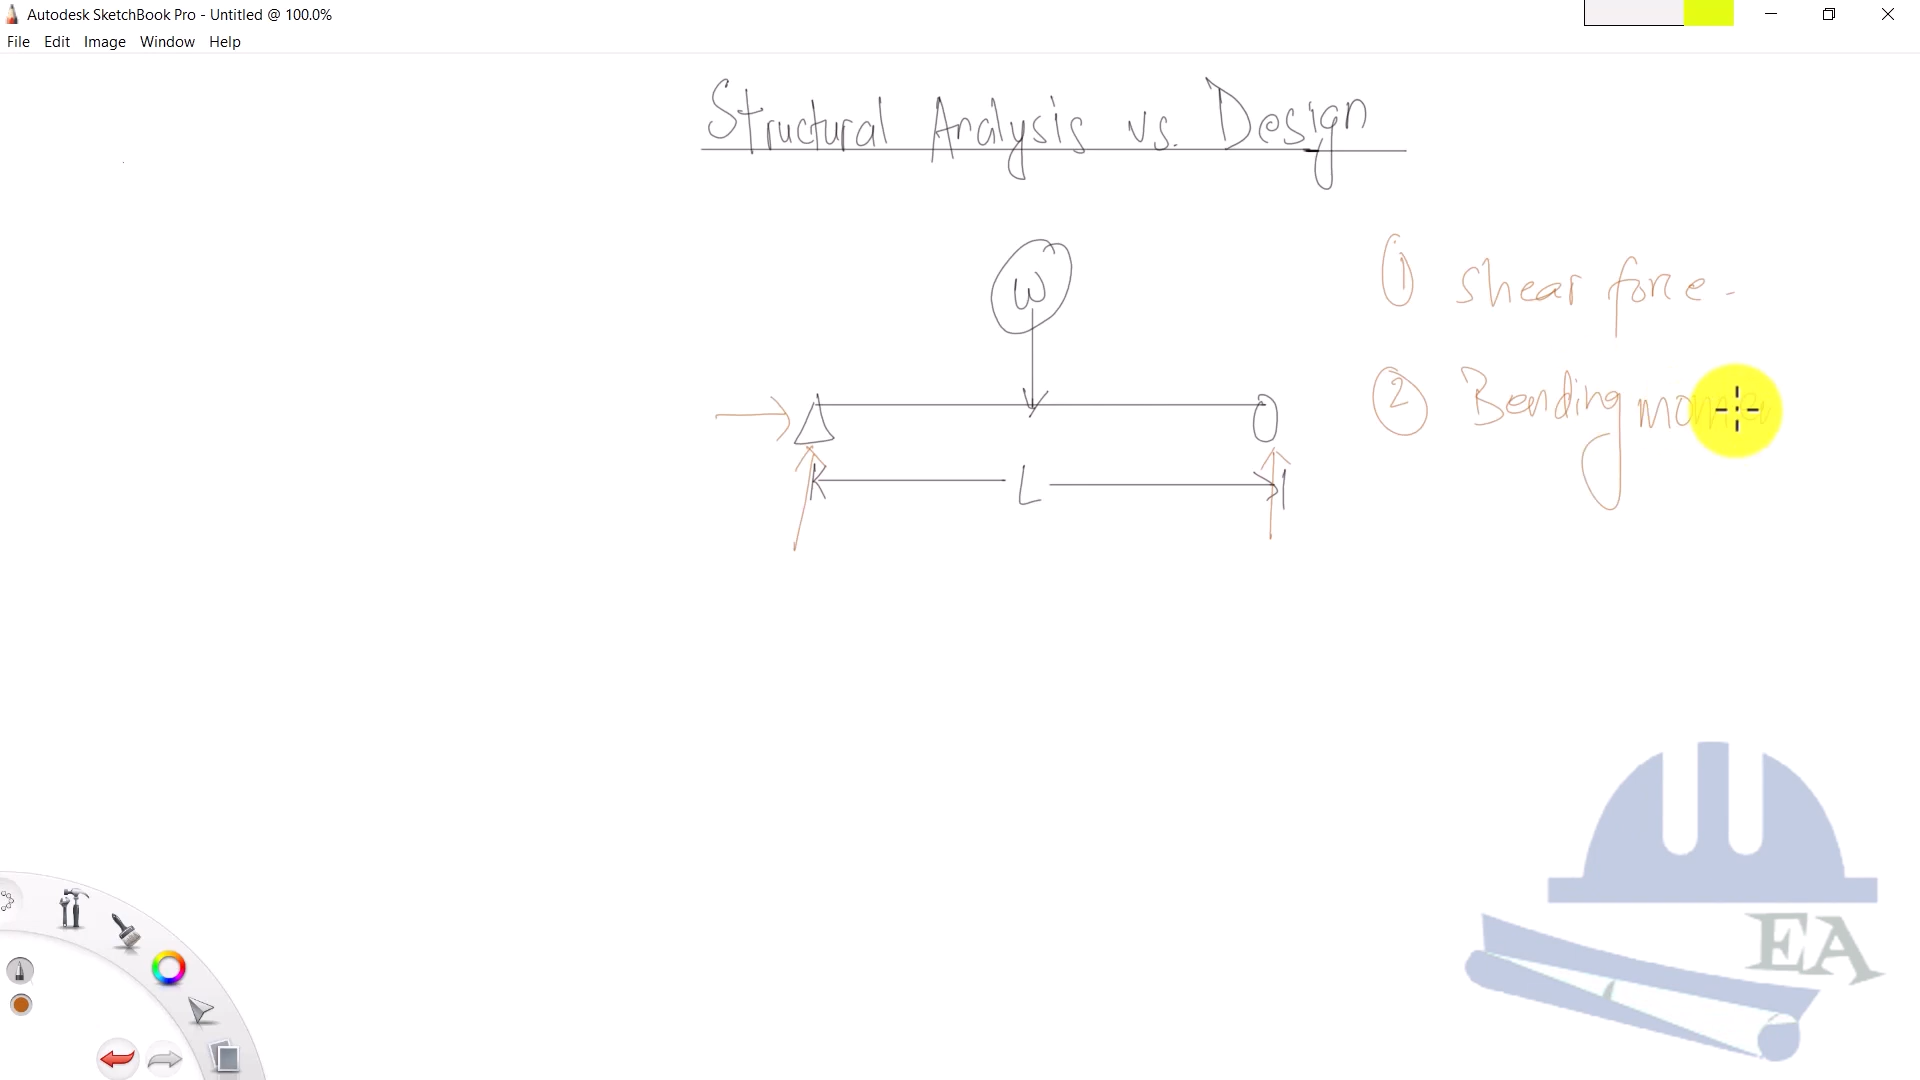 Autodesk SketchBook Pro - Untitled @ 100.0%
File Edit Image Window Help
Structural Analysis vs. Design
W
① shear force -
② Bending
L
EA